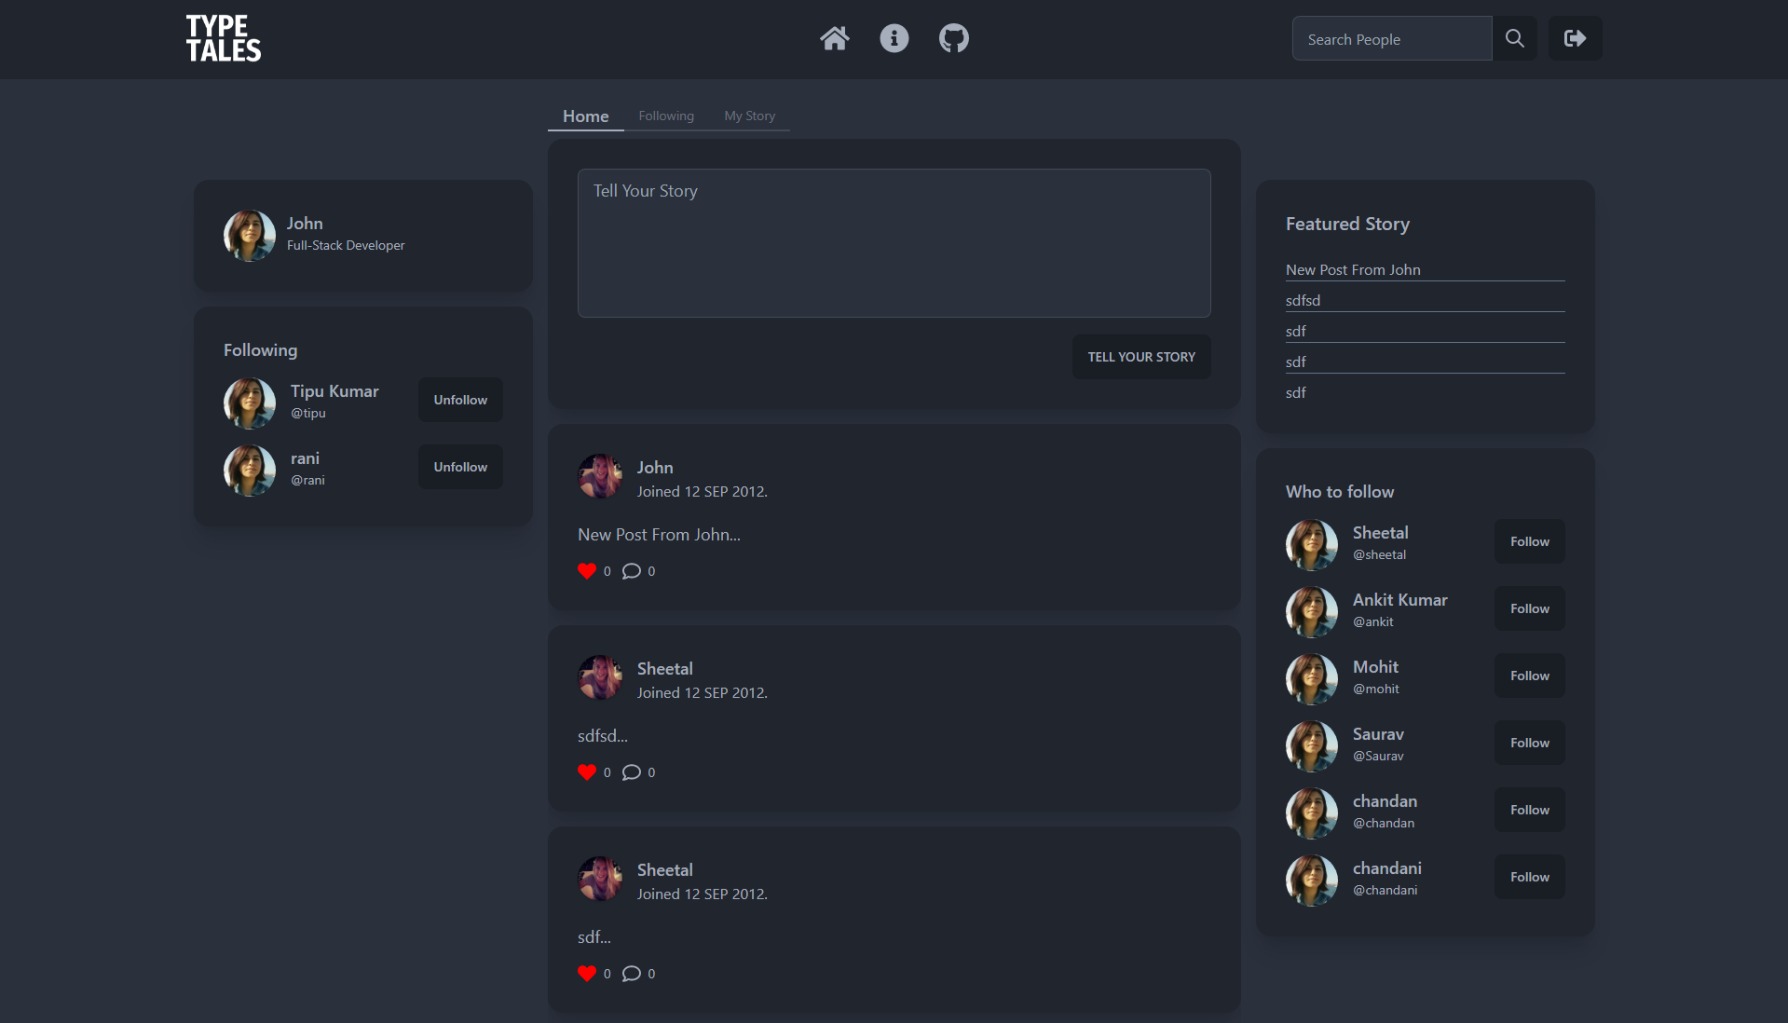 TYPE
TALES
Search People
Home
Following
My Story
John
Full-Stack Developer
Following
Tipu Kumar
@tipu
Unfollow
rani
@rani
Unfollow
Tell Your Story
TELL YOUR STORY
John
Joined 12 SEP 2012.
New Post From John...
0
0
Sheetal
Joined 12 SEP 2012.
sdfsd...
0
0
Sheetal
Joined 12 SEP 2012.
sdf...
0
0
Featured Story
New Post From John
sdfsd
sdf
sdf
sdf
Who to follow
Sheetal
@sheetal
Follow
Ankit Kumar
@ankit
Follow
Mohit
@mohit
Follow
Saurav
@Saurav
Follow
chandan
@chandan
Follow
chandani
@chandani
Follow